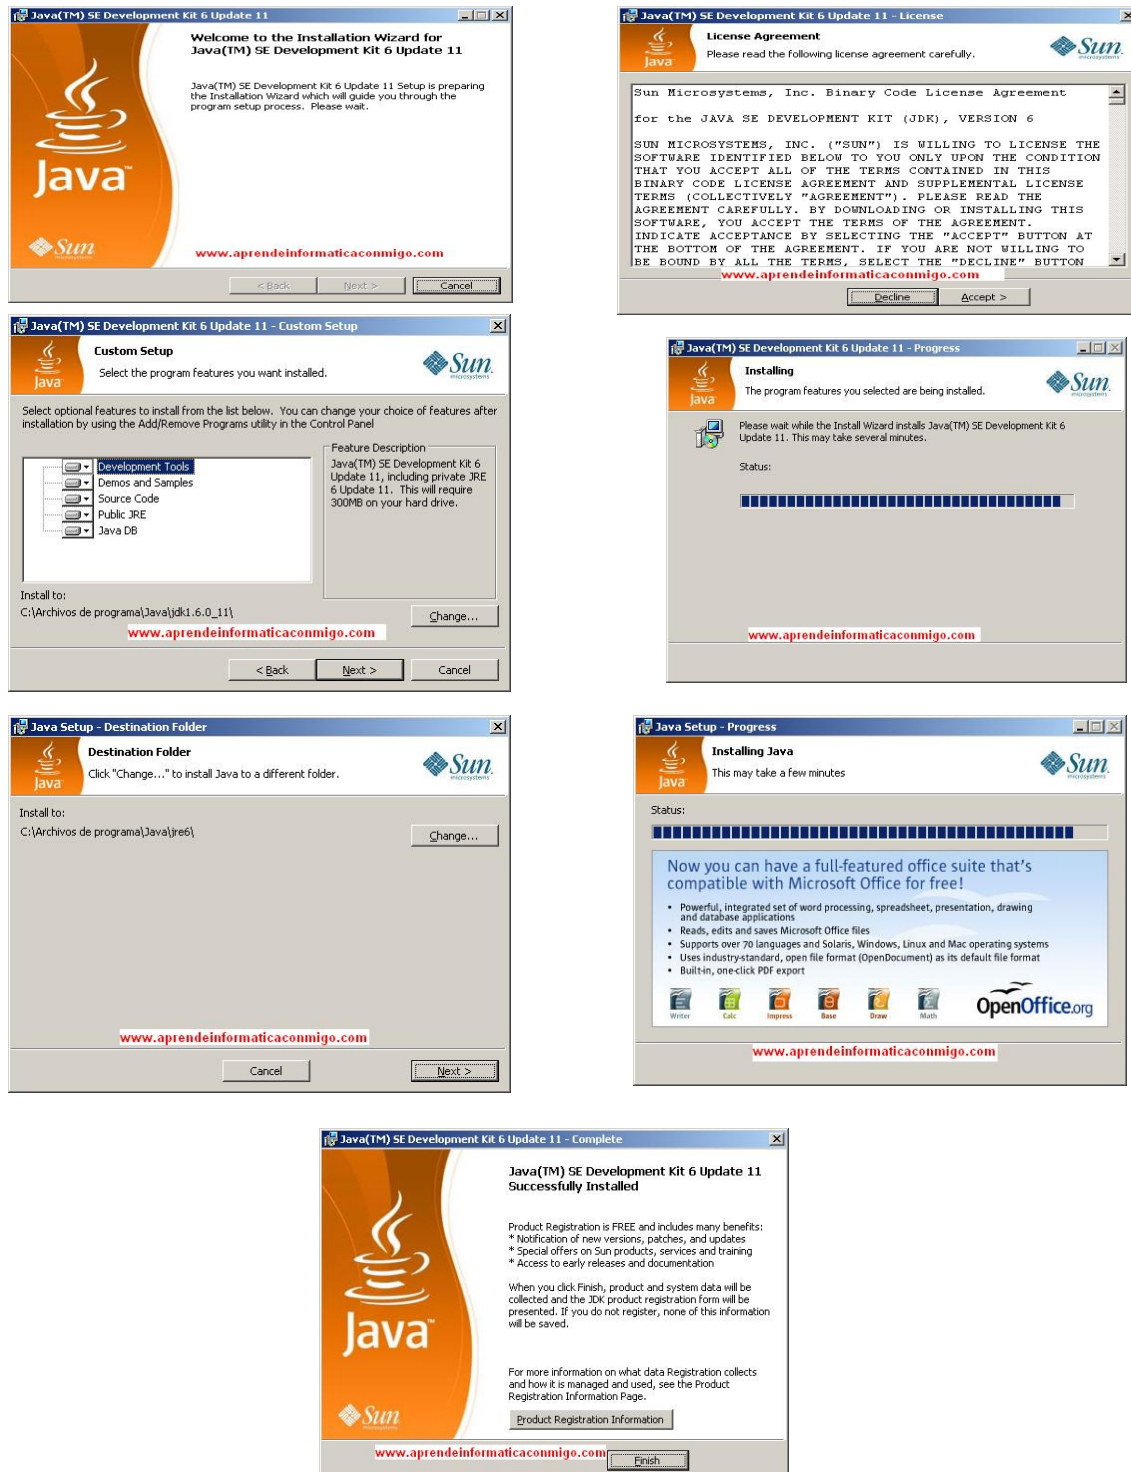 Java(TM) SE Development Kit 6 Update 11
Welcome to the Installation Wizard for
Java(TM) SE Development Kit 6 Update 11
Java(TM) SE Development Kit 6 Update 11 Setup is preparing
the Installation Wizard which will guide you through the
program setup process. Please wait.
Java™
Sun
microsystems
www.aprendeinformaticaconmigo.com
< Back
Next >
Cancel
Java(TM) SE Development Kit 6 Update 11 - License
License Agreement
Please read the following license agreement carefully.
Java
Sun
microsystems
Sun Microsystems, Inc. Binary Code License Agreement
for the JAVA SE DEVELOPMENT KIT (JDK), VERSION 6
SUN MICROSYSTEMS, INC. ("SUN") IS WILLING TO LICENSE THE
SOFTWARE IDENTIFIED BELOW TO YOU ONLY UPON THE CONDITION
THAT YOU ACCEPT ALL OF THE TERMS CONTAINED IN THIS
BINARY CODE LICENSE AGREEMENT AND SUPPLEMENTAL LICENSE
TERMS (COLLECTIVELY "AGREEMENT"). PLEASE READ THE
AGREEMENT CAREFULLY. BY DOWNLOADING OR INSTALLING THIS
SOFTWARE, YOU ACCEPT THE TERMS OF THE AGREEMENT.
INDICATE ACCEPTANCE BY SELECTING THE "ACCEPT" BUTTON AT
THE BOTTOM OF THE AGREEMENT. IF YOU ARE NOT WILLING TO
BE BOUND BY ALL THE TERMS, SELECT THE "DECLINE" BUTTON
www.aprendeinformaticaconmigo.com
Decline
Accept >
Java(TM) SE Development Kit 6 Update 11 - Custom Setup
Custom Setup
Select the program features you want installed.
Java
Sun
microsystems
Select optional features to install from the list below. You can change your choice of features after
installation by using the Add/Remove Programs utility in the Control Panel
Development Tools
Demos and Samples
Source Code
Public JRE
Java DB
Feature Description
Java(TM) SE Development Kit 6
Update 11, including private JRE
6 Update 11. This will require
300MB on your hard drive.
Install to:
C:\Archivos de programa\Java\jdk1.6.0_11\
Change...
www.aprendeinformaticaconmigo.com
< Back
Next >
Cancel
Java(TM) SE Development Kit 6 Update 11 - Progress
Installing
The program features you selected are being installed.
Java
Sun
microsystems
Please wait while the Install Wizard installs Java(TM) SE Development Kit 6
Update 11. This may take several minutes.
Status:
www.aprendeinformaticaconmigo.com
Java Setup - Destination Folder
Destination Folder
Click "Change..." to install Java to a different folder.
Java
Sun
microsystems
Install to:
C:\Archivos de programa\Java\jre6\
Change...
www.aprendeinformaticaconmigo.com
Cancel
Next >
Java Setup - Progress
Installing Java
This may take a few minutes
Java
Sun
microsystems
Status:
Now you can have a full-featured office suite that's
compatible with Microsoft Office for free!
• Powerful, integrated set of word processing, spreadsheet, presentation, drawing
and database applications
• Reads, edits and saves Microsoft Office files
• Supports over 70 languages and Solaris, Windows, Linux and Mac operating systems
• Uses industry-standard, open file format (OpenDocument) as its default file format
• Built-in, one-click PDF export
Writer
Calc
Impress
Base
Draw
Math
OpenOffice.org
www.aprendeinformaticaconmigo.com
Java(TM) SE Development Kit 6 Update 11 - Complete
Java(TM) SE Development Kit 6 Update 11
Successfully Installed
Product Registration is FREE and includes many benefits:
* Notification of new versions, patches, and updates
* Special offers on Sun products, services and training
* Access to early releases and documentation
When you click Finish, product and system data will be
collected and the JDK product registration form will be
presented. If you do not register, none of this information
will be saved.
For more information on what data Registration collects
and how it is managed and used, see the Product
Registration Information Page.
Java™
Sun
microsystems
Product Registration Information
www.aprendeinformaticaconmigo.com
Finish